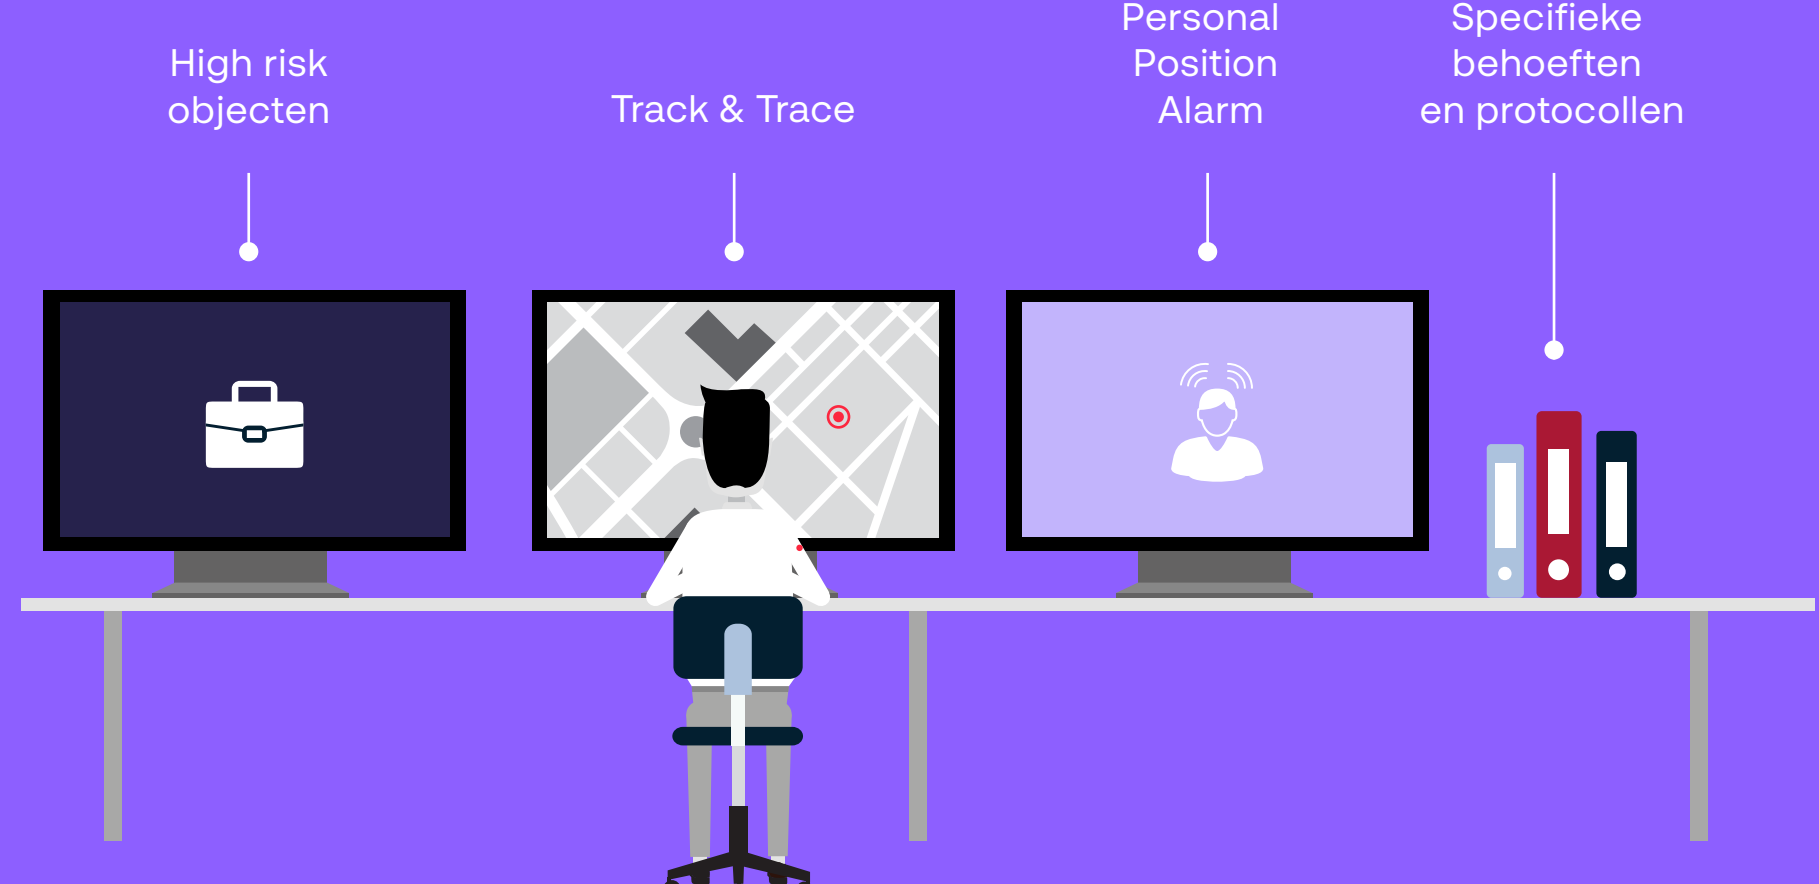 High risk
objecten
Track & Trace
Personal
Position
Alarm
Specifieke
behoeften
en protocollen